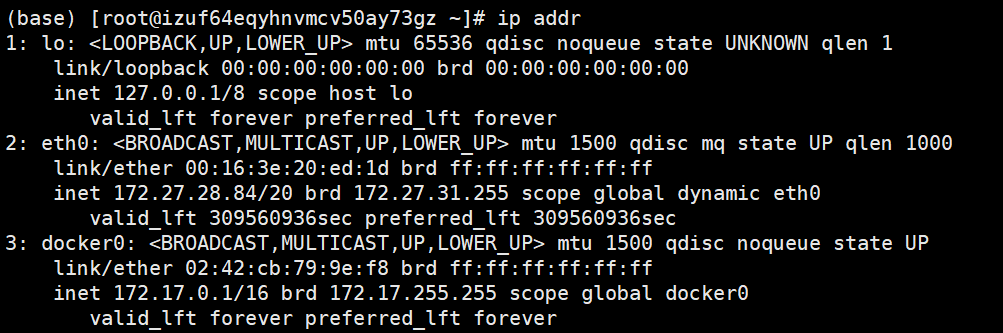 (base) [root@izuf64eqyhnvmcv50ay73gz ~]# ip addr
1: lo: <LOOPBACK,UP,LOWER_UP> mtu 65536 qdisc noqueue state UNKNOWN qlen 1
    link/loopback 00:00:00:00:00:00 brd 00:00:00:00:00:00
    inet 127.0.0.1/8 scope host lo
       valid_lft forever preferred_lft forever
2: eth0: <BROADCAST,MULTICAST,UP,LOWER_UP> mtu 1500 qdisc mq state UP qlen 1000
    link/ether 00:16:3e:20:ed:1d brd ff:ff:ff:ff:ff:ff
    inet 172.27.28.84/20 brd 172.27.31.255 scope global dynamic eth0
       valid_lft 309560936sec preferred_lft 309560936sec
3: docker0: <BROADCAST,MULTICAST,UP,LOWER_UP> mtu 1500 qdisc noqueue state UP
    link/ether 02:42:cb:79:9e:f8 brd ff:ff:ff:ff:ff:ff
    inet 172.17.0.1/16 brd 172.17.255.255 scope global docker0
       valid_lft forever preferred_lft forever